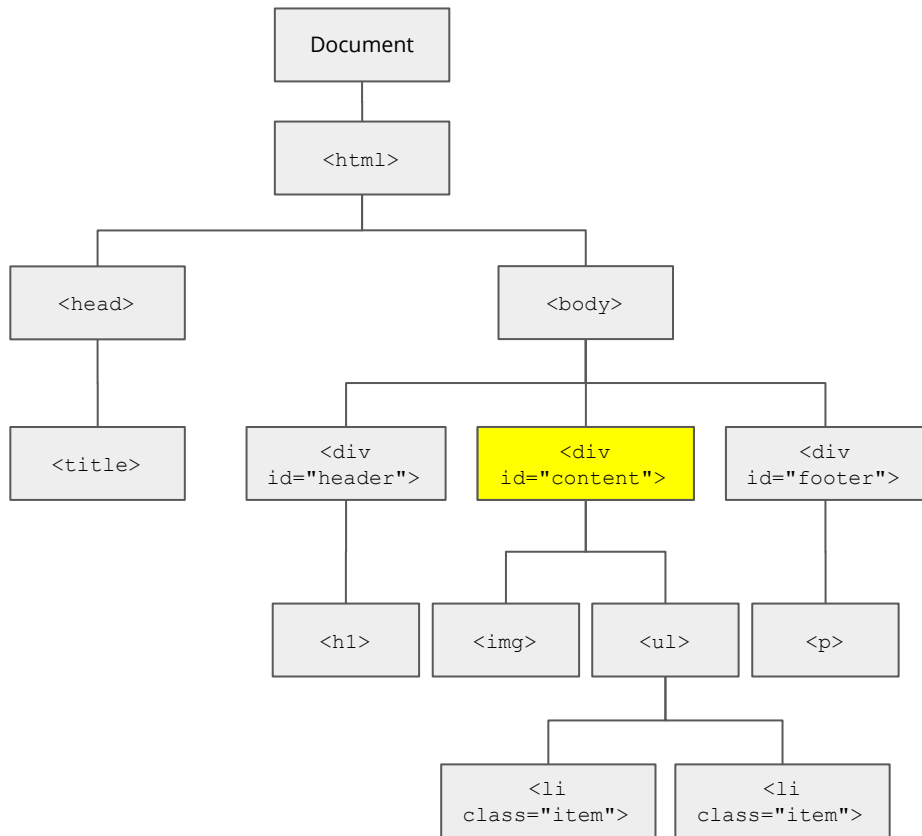 Document
<html>
<head>
<body>
<title>
<div
id="header">
<div
id="content">
<div
id="footer">
<h1>
<img>
<ul>
<p>
<li
class="item">
<li
class="item">